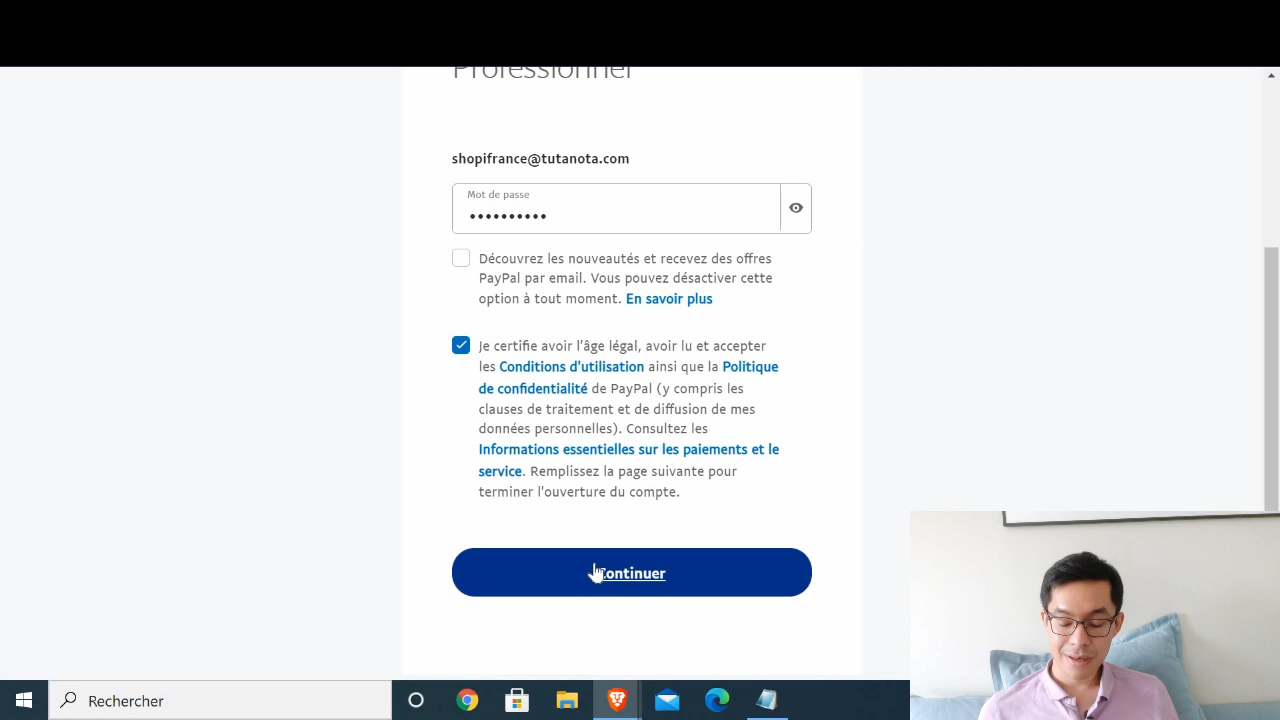 Professionnel
shopifrance@tutanota.com
Mot de passe
••••••••••
Découvrez les nouveautés et recevez des offres
PayPal par email. Vous pouvez désactiver cette
option à tout moment. En savoir plus
Je certifie avoir l'âge légal, avoir lu et accepter
les Conditions d'utilisation ainsi que la Politique
de confidentialité de PayPal (y compris les
clauses de traitement et de diffusion de mes
données personnelles). Consultez les
Informations essentielles sur les paiements et le
service. Remplissez la page suivante pour
terminer l'ouverture du compte.
Continuer
Rechercher